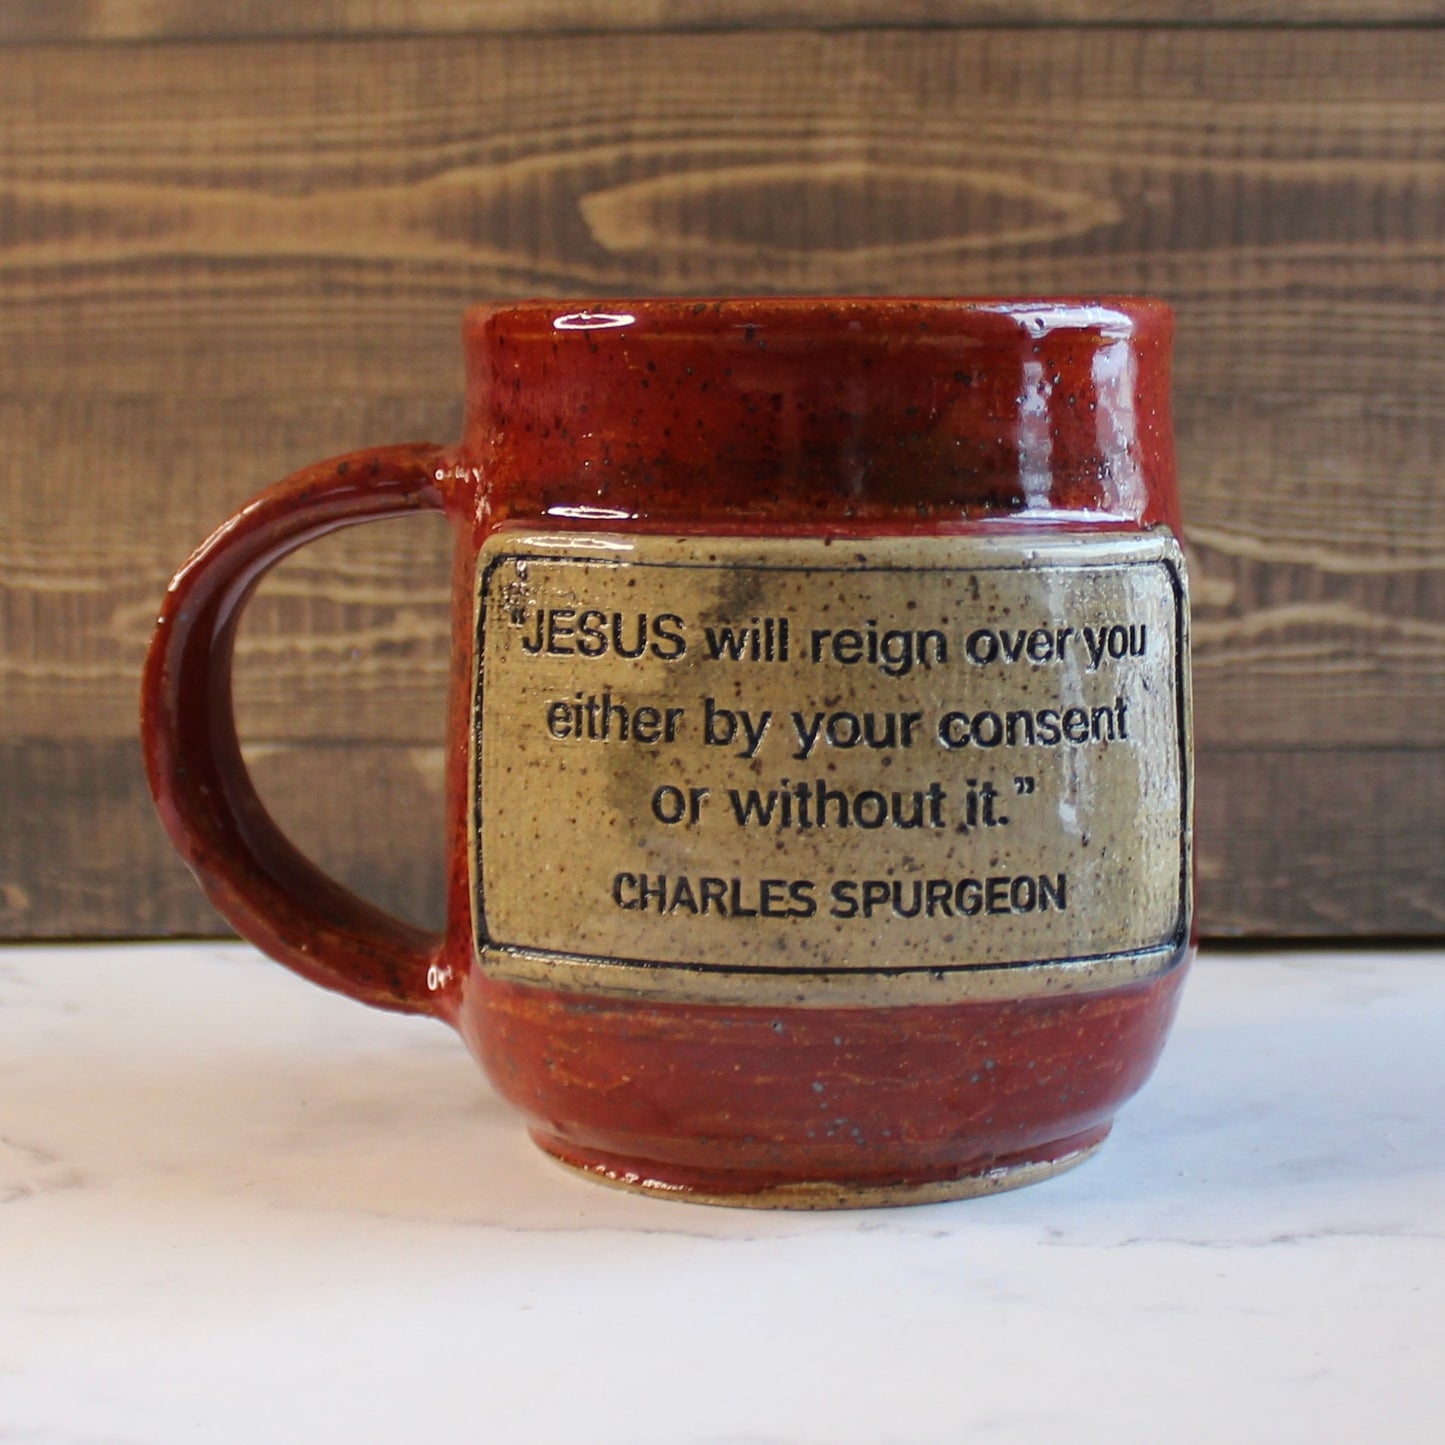 "JESUS will reign over you
either by your consent
or without it."
CHARLES SPURGEON